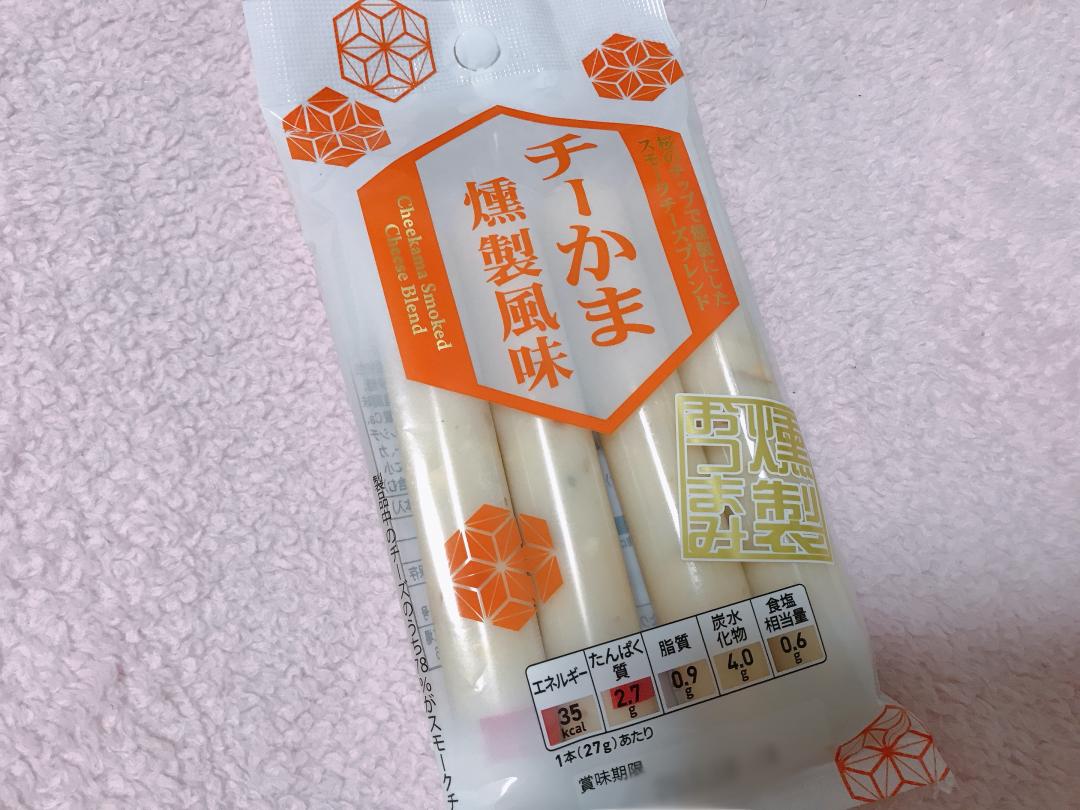 チーかま
燻製風味
桜のチップで燻製にした
スモークチーズブレンド
Cheekama Smoked
Cheese Blend
燻製
おつまみ
製品中のチーズのうち78%がスモークチ
エネルギー
35
kcal
たんぱく
質
2.7
g
脂質
0.9
g
炭水
化物
4.0
g
食塩
相当量
0.6
g
1本(27g)あたり
賞味期限